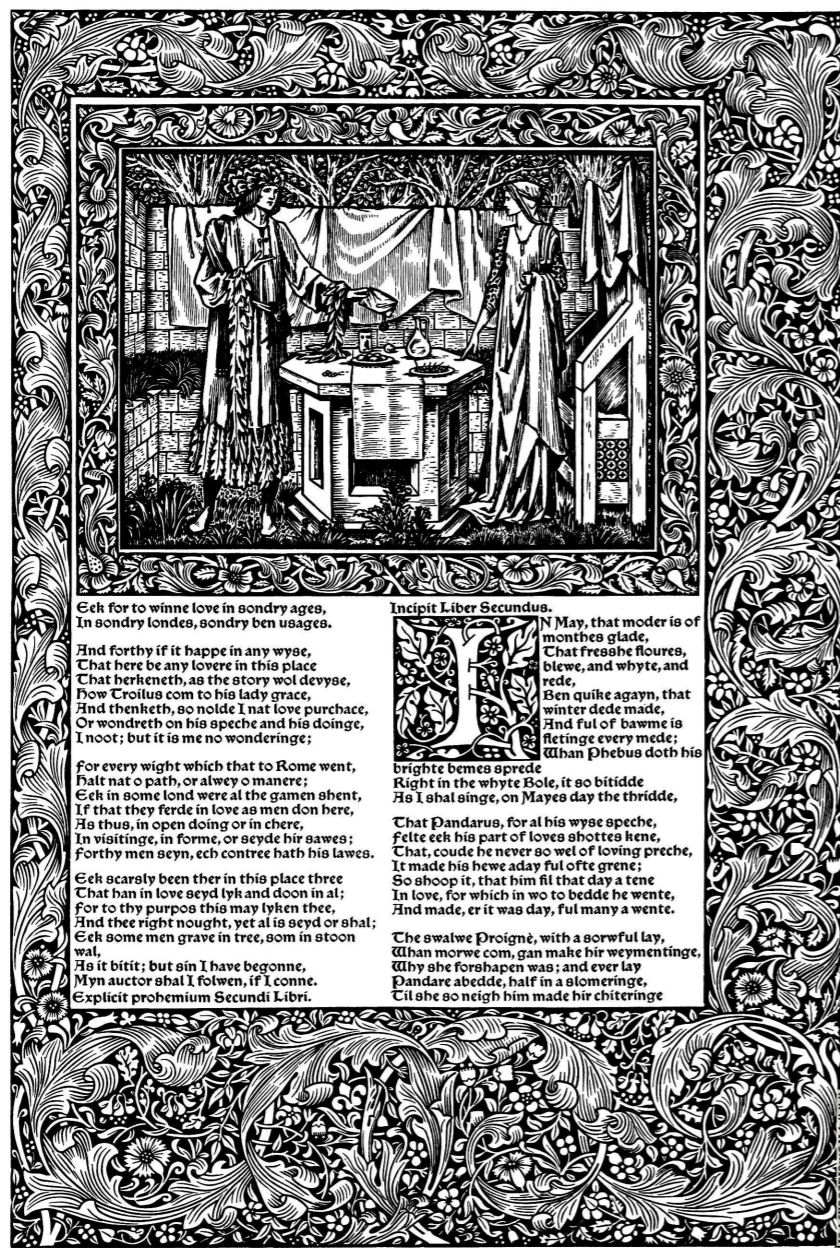 Eek for to winne love in sondry ages,
In sondry londes, sondry ben usages.
And forthy if it happe in any wyse,
That here be any lovere in this place
That herkeneth, as the story wol devyse,
How Troilus com to his lady grace,
And thenketh, so nolde I nat love purchace,
Or wondreth on his speche and his doinge,
I noot; but it is me no wonderinge;
For every wight which that to Rome went,
Halt nat o path, or alwey o manere;
Eek in some lond were al the gamen shent,
If that they ferde in love as men don here,
As thus, in open doing or in chere,
In visitinge, in forme, or seyde hir sawes;
Forthy men seyn, ech contree hath his lawes.
Eek scarsly been ther in this place three
That han in love seyd lyk and doon in al;
For to thy purpos this may lyken thee,
And thee right nought, yet al is seyd or shal;
Eek some men grave in tree, som in stoon
wal,
As it bitit; but sin I have begonne,
Myn auctor shal I folwen, if I conne.
Explicit prohemium Secundi Libri.
Incipit Liber Secundus.
IN May, that moder is of
monthes glade,
That fresshe floures,
blewe, and whyte, and
rede,
Ben quike agayn, that
winter dede made,
And ful of bawme is
fletinge every mede;
Whan Phebus doth his
brighte bemes sprede
Right in the whyte Bole, it so bitidde
As I shal singe, on Mayes day the thridde,
That Pandarus, for al his wyse speche,
Felte eek his part of loves shottes kene,
That, coude he never so wel of loving preche,
It made his hewe aday ful ofte grene;
So shoop it, that him fil that day a tene
In love, for which in wo to bedde he wente,
And made, er it was day, ful many a wente.
The swalwe Proignè, with a sorwful lay,
Whan morwe com, gan make hir weymentinge,
Why she forshapen was; and ever lay
Pandare abedde, half in a slomeringe,
Til she so neigh him made hir chiteringe